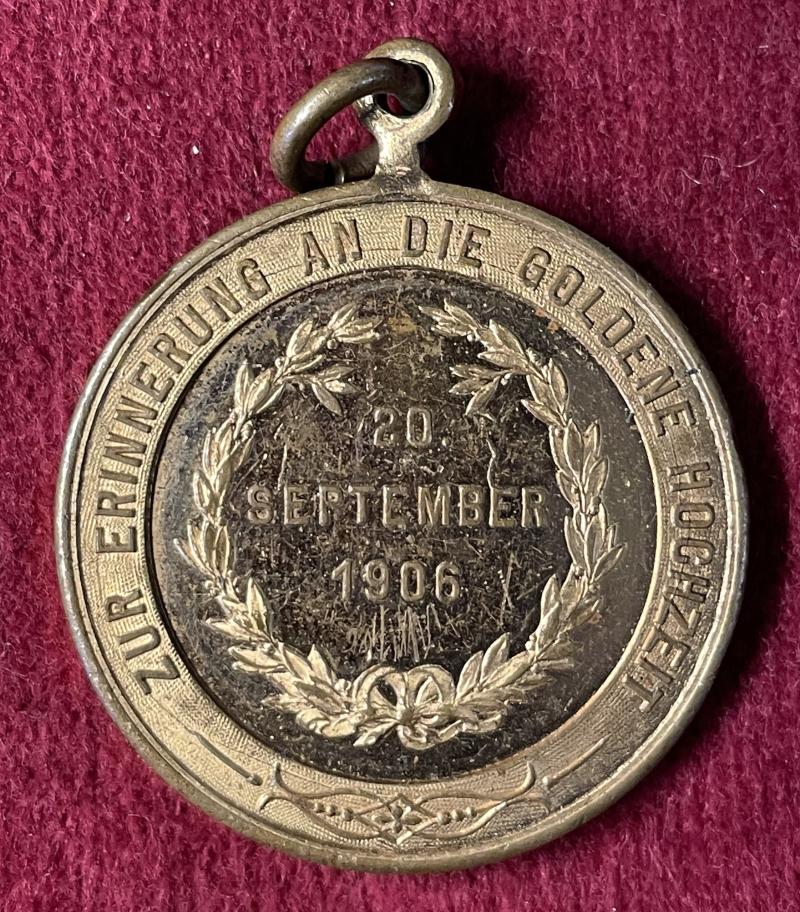 ZUR ERINNERUNG AN DIE GOLDENE HOCHZEIT
20.
SEPTEMBER
1906